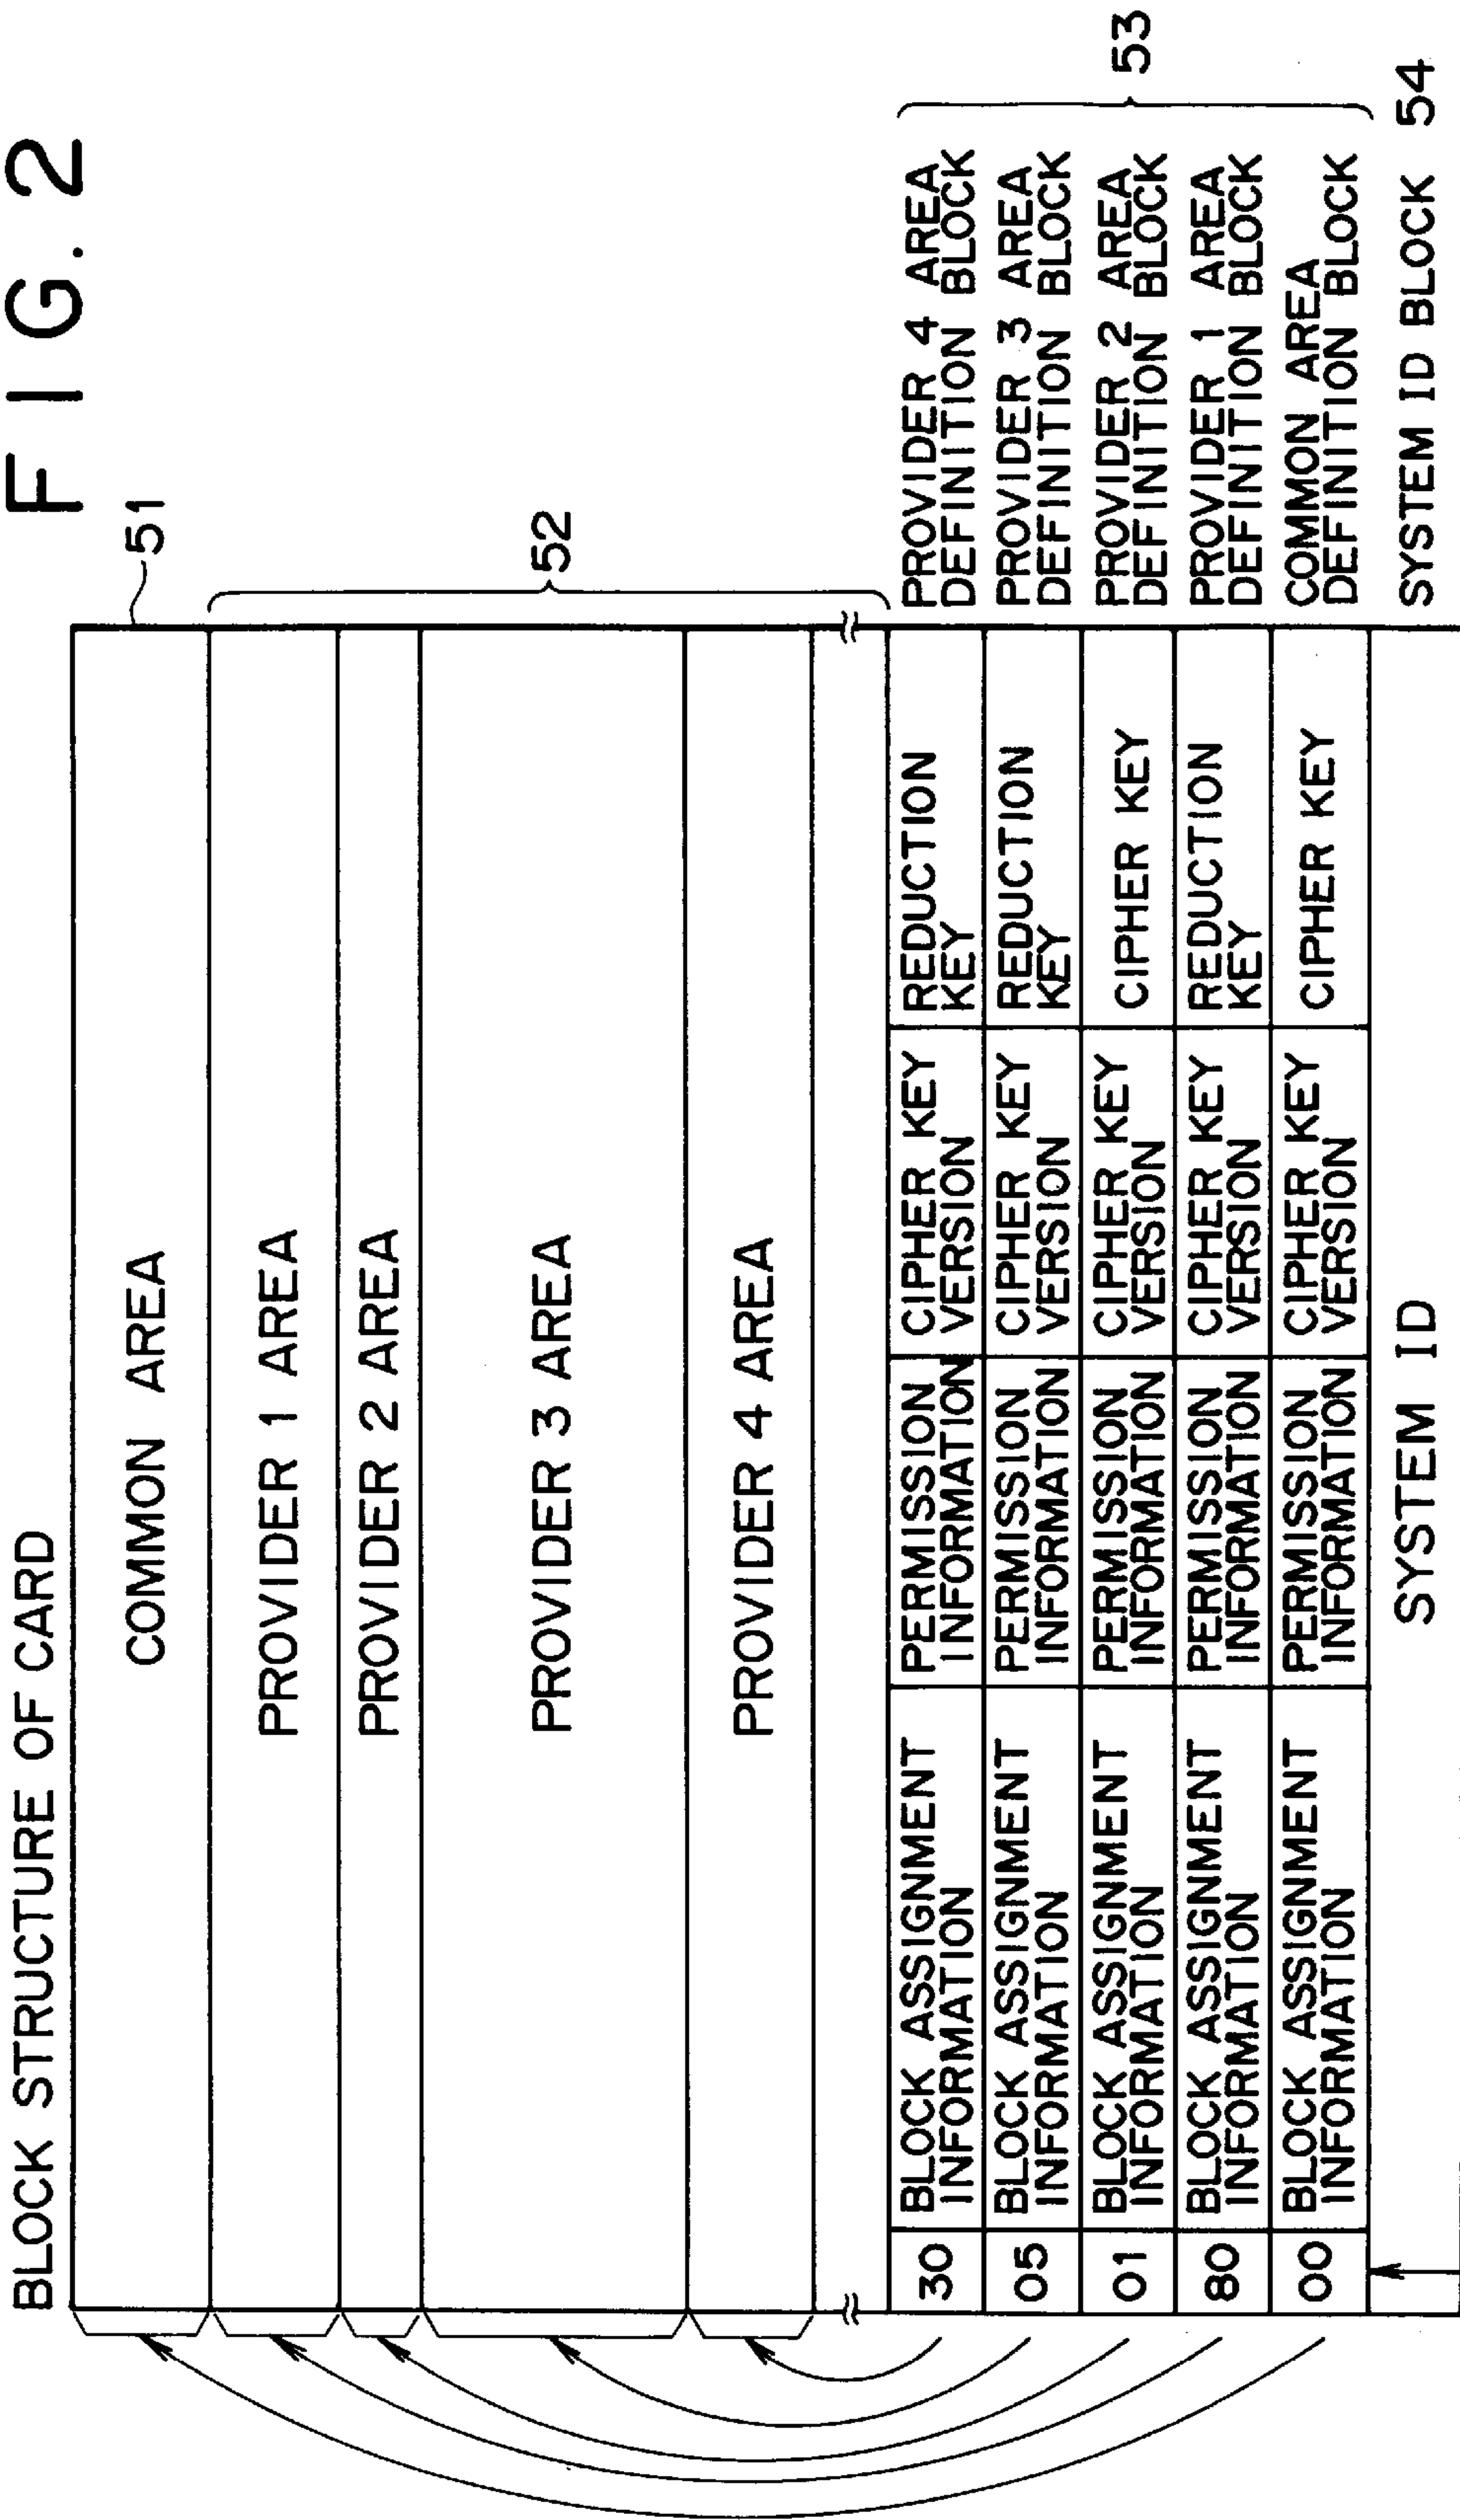 FIG. 2
BLOCK STRUCTURE OF CARD
COMMON AREA
51
PROVIDER 1 AREA
PROVIDER 2 AREA
PROVIDER 3 AREA
PROVIDER 4 AREA
52
30
BLOCK ASSIGNMENT
INFORMATION
PERMISSION
INFORMATION
CIPHER KEY
VERSION
REDUCTION
KEY
PROVIDER 4 AREA
DEFINITION BLOCK
05
BLOCK ASSIGNMENT
INFORMATION
PERMISSION
INFORMATION
CIPHER KEY
VERSION
REDUCTION
KEY
PROVIDER 3 AREA
DEFINITION BLOCK
01
BLOCK ASSIGNMENT
INFORMATION
PERMISSION
INFORMATION
CIPHER KEY
VERSION
CIPHER KEY
PROVIDER 2 AREA
DEFINITION BLOCK
80
BLOCK ASSIGNMENT
INFORMATION
PERMISSION
INFORMATION
CIPHER KEY
VERSION
REDUCTION
KEY
PROVIDER 1 AREA
DEFINITION BLOCK
00
BLOCK ASSIGNMENT
INFORMATION
PERMISSION
INFORMATION
CIPHER KEY
VERSION
CIPHER KEY
COMMON AREA
DEFINITION BLOCK
53
SYSTEM ID
SYSTEM ID BLOCK 54